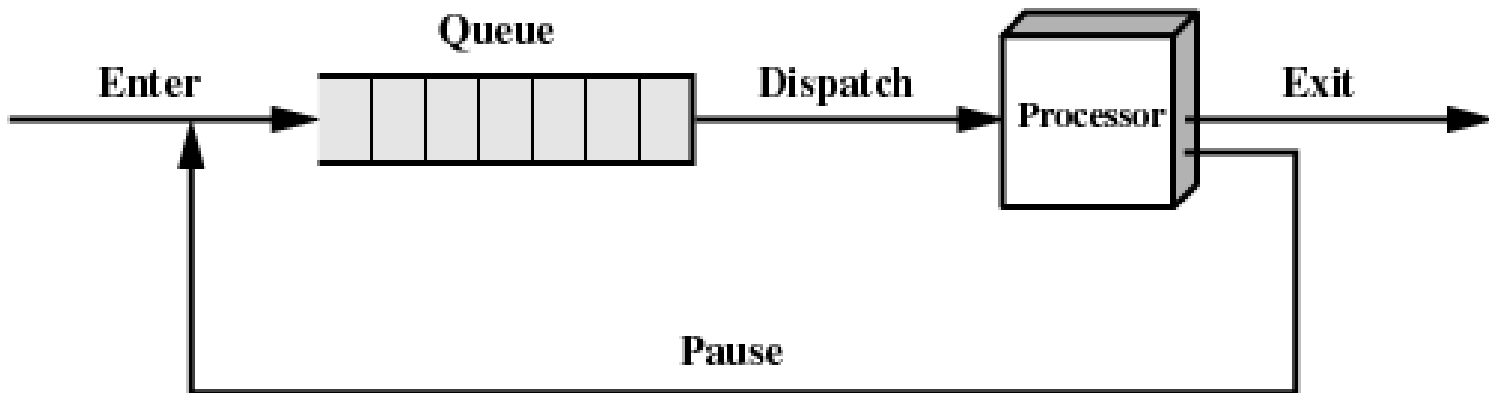 Queue
Enter
Dispatch
Processor
Exit
Pause